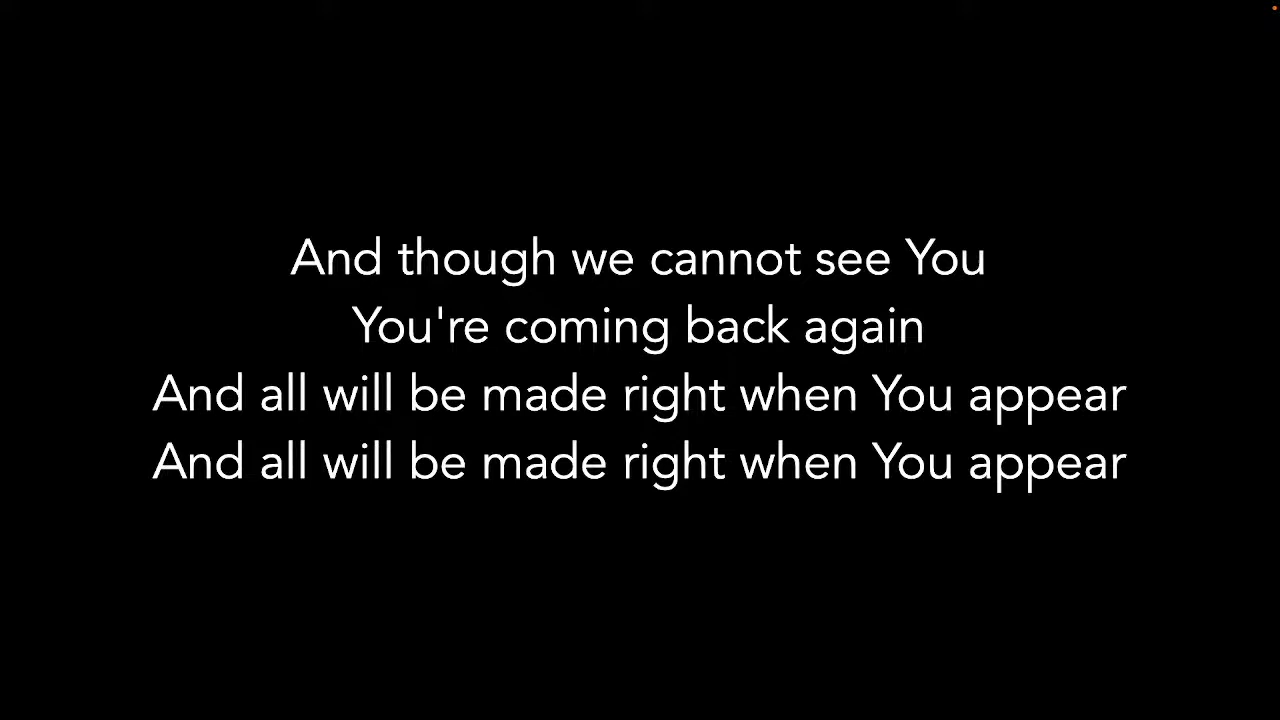 And though we cannot see You
You're coming back again
And all will be made right when You appear
And all will be made right when You appear